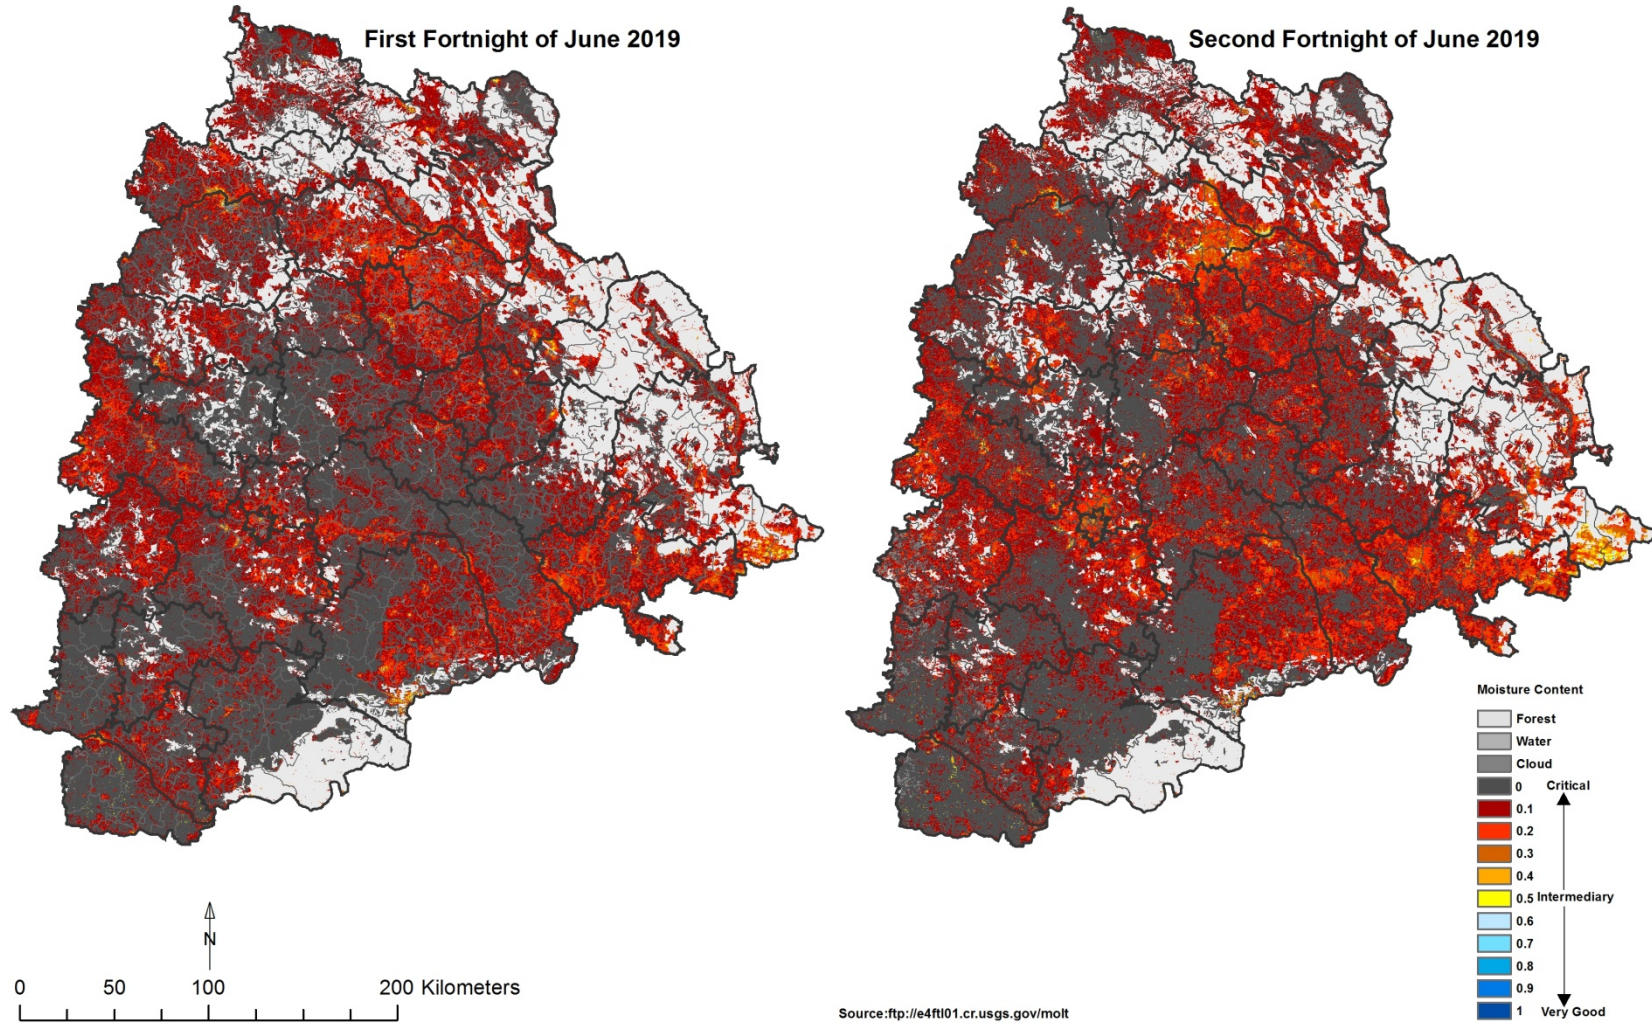 First Fortnight of June 2019
Second Fortnight of June 2019
Moisture Content
Forest
Water
Cloud
0 Critical
0.1
0.2
0.3
0.4
0.5 Intermediary
0.6
0.7
0.8
0.9
1 Very Good
N
0 50 100 200 Kilometers
Source:ftp://e4ftl01.cr.usgs.gov/molt